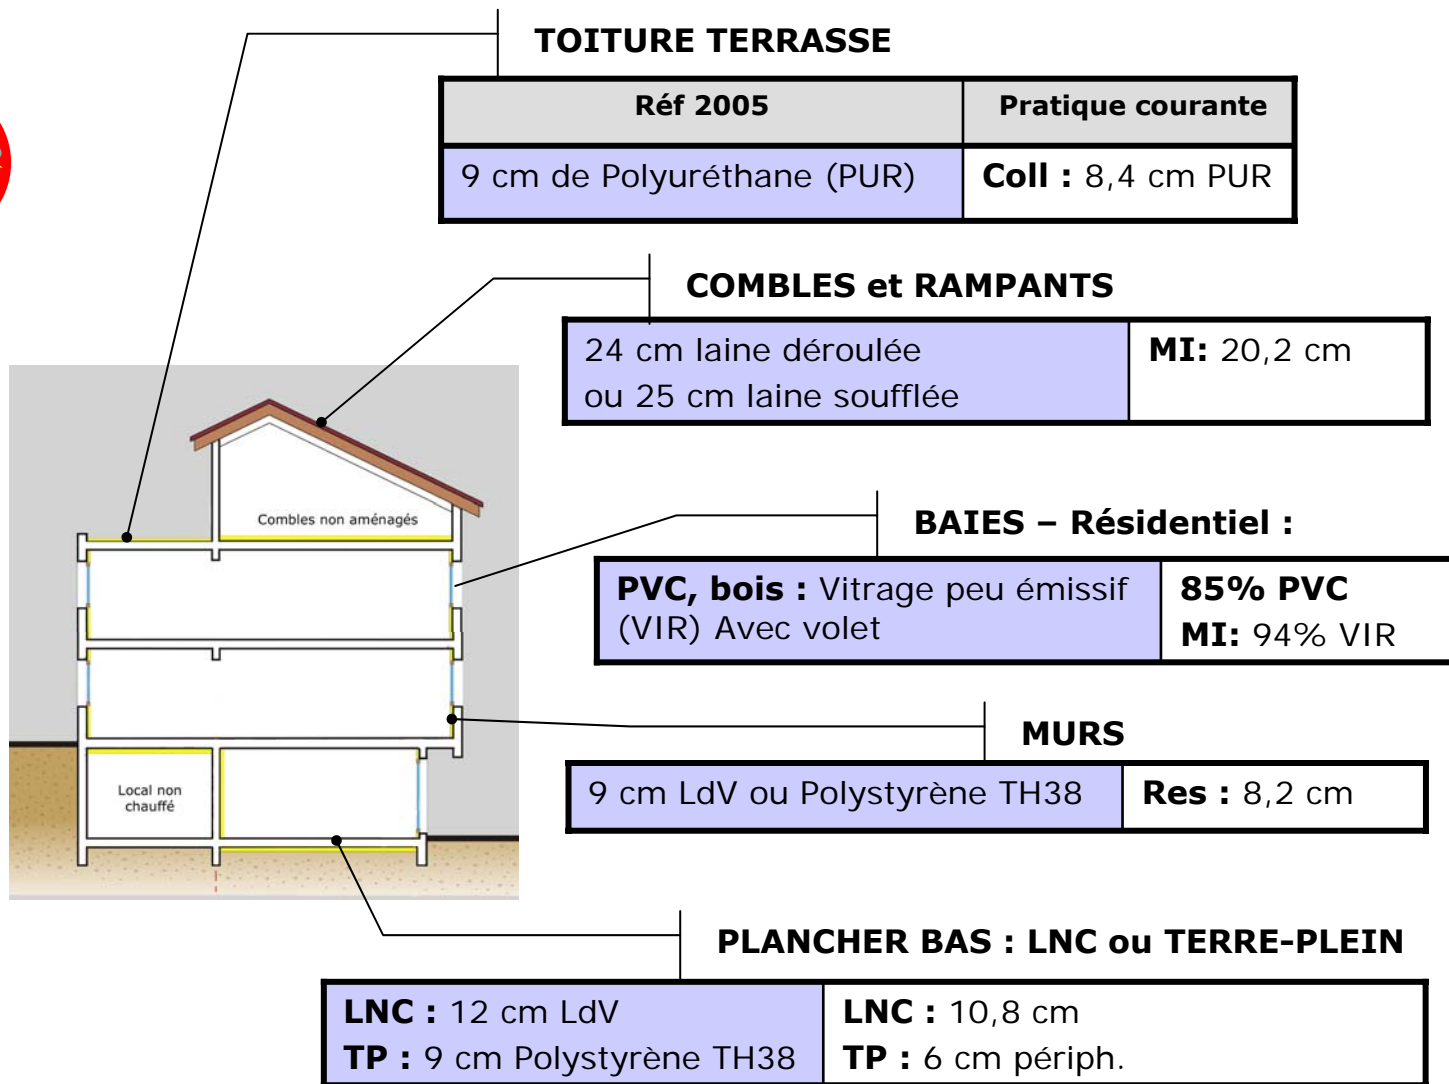 TOITURE TERRASSE
Réf 2005 Pratique courante
9 cm de Polyuréthane (PUR) Coll : 8,4 cm PUR
COMBLES et RAMPANTS
24 cm laine déroulée MI: 20,2 cm
ou 25 cm laine soufflée
Combles non aménagés
BAIES – Résidentiel :
PVC, bois : Vitrage peu émissif 85% PVC
(VIR) Avec volet MI: 94% VIR
MURS
9 cm LdV ou Polystyrène TH38 Res : 8,2 cm
Local non
chauffé
PLANCHER BAS : LNC ou TERRE-PLEIN
LNC : 12 cm LdV LNC : 10,8 cm
TP : 9 cm Polystyrène TH38 TP : 6 cm périph.